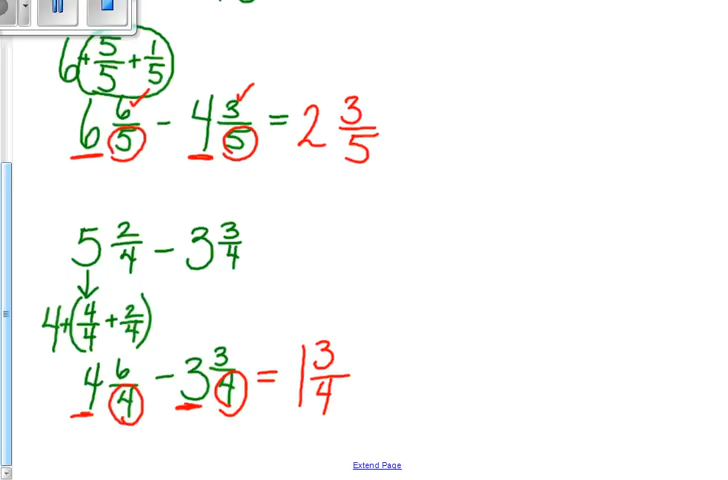 6+5/5+1/5
6 6/5 - 4 3/5 = 2 3/5
5 2/4 - 3 3/4
4+(4/4+2/4)
4 6/4 - 3 3/4 = 1 3/4
Extend Page